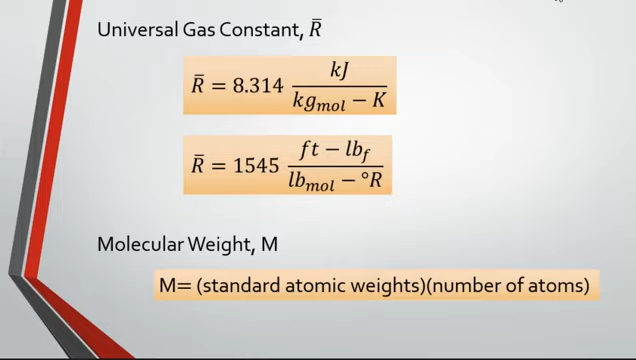 Universal Gas Constant, R̄
R̄ = 8.314 kJ / kg_mol − K
R̄ = 1545 ft − lb_f / lb_mol − °R
Molecular Weight, M
M= (standard atomic weights)(number of atoms)